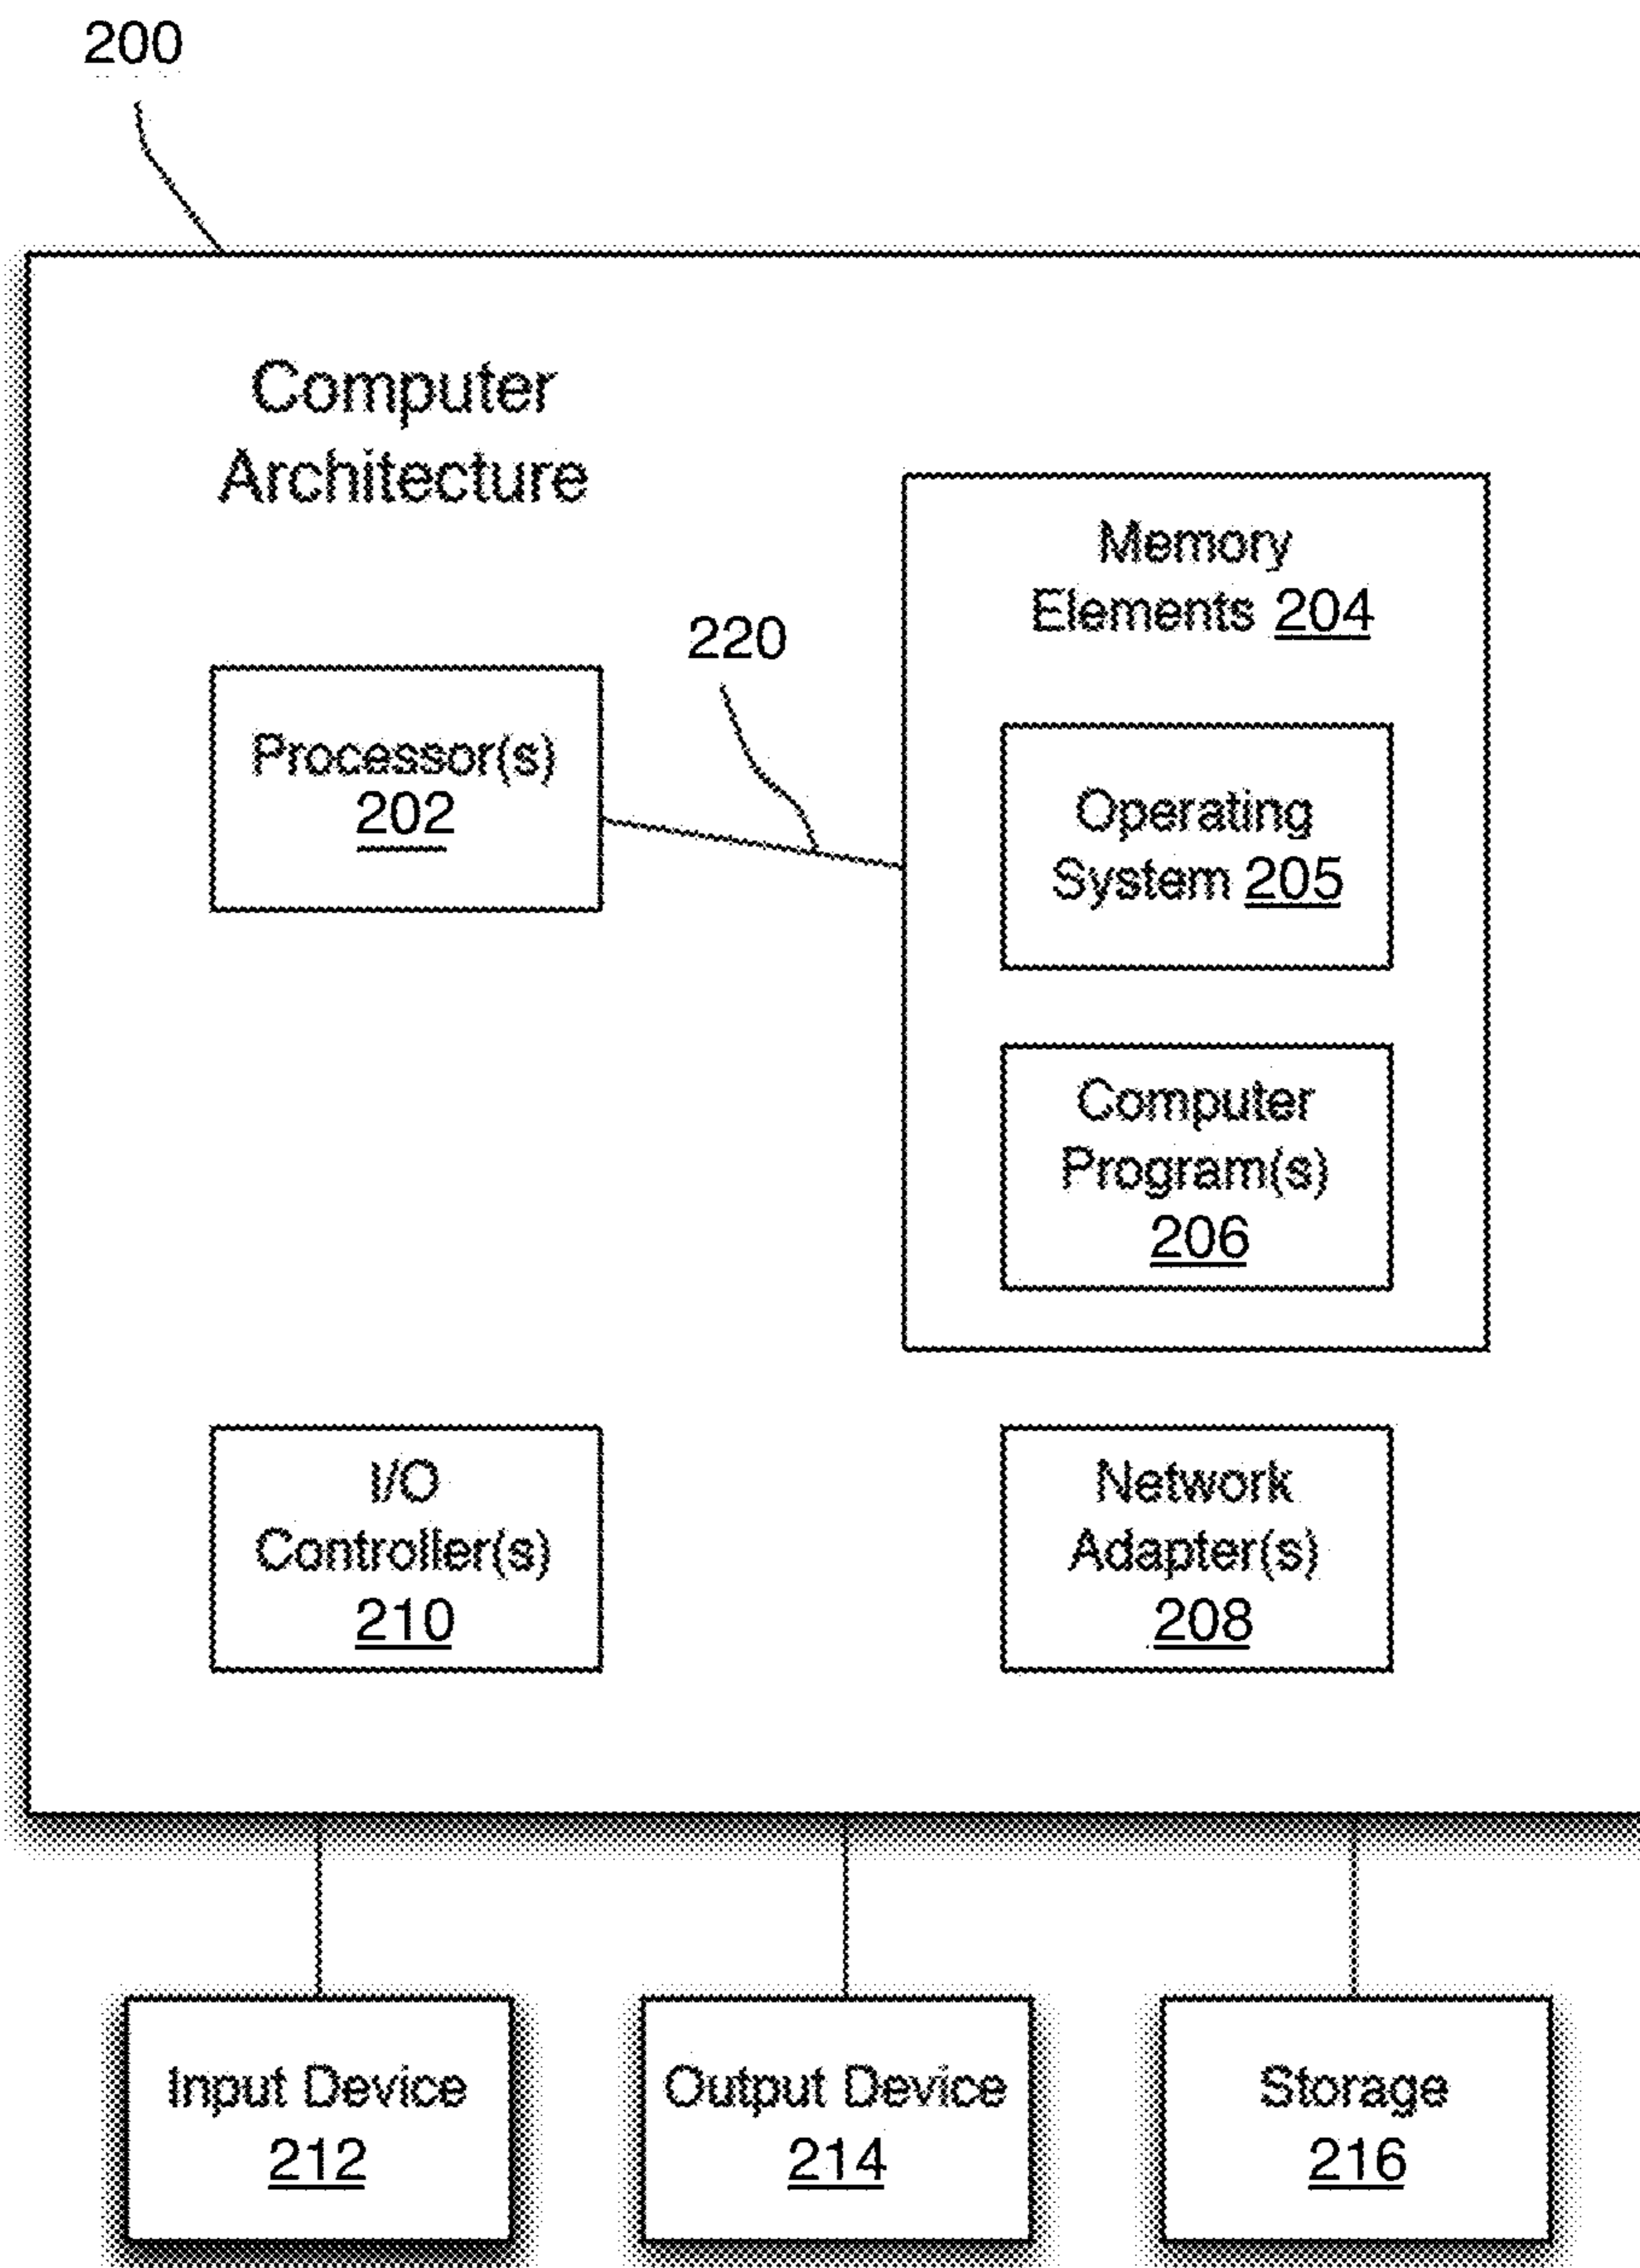 200
Computer
Architecture
Memory
Elements 204
220
Processor(s)
202
Operating
System 205
Computer
Program(s)
206
I/O
Controller(s)
210
Network
Adapter(s)
208
Input Device
212
Output Device
214
Storage
216